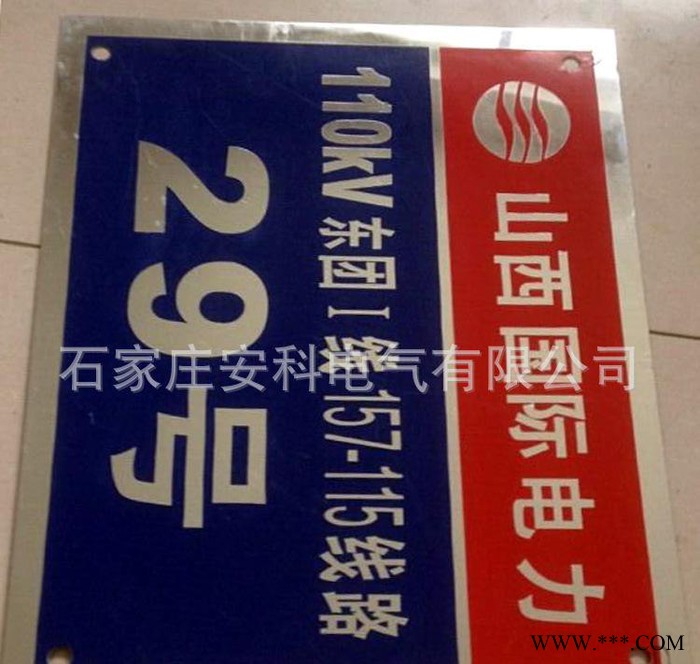 山西国际电力
110kV 东团Ⅰ线157-115线路
29号
石家庄安科电气有限公司
WWW.***.COM